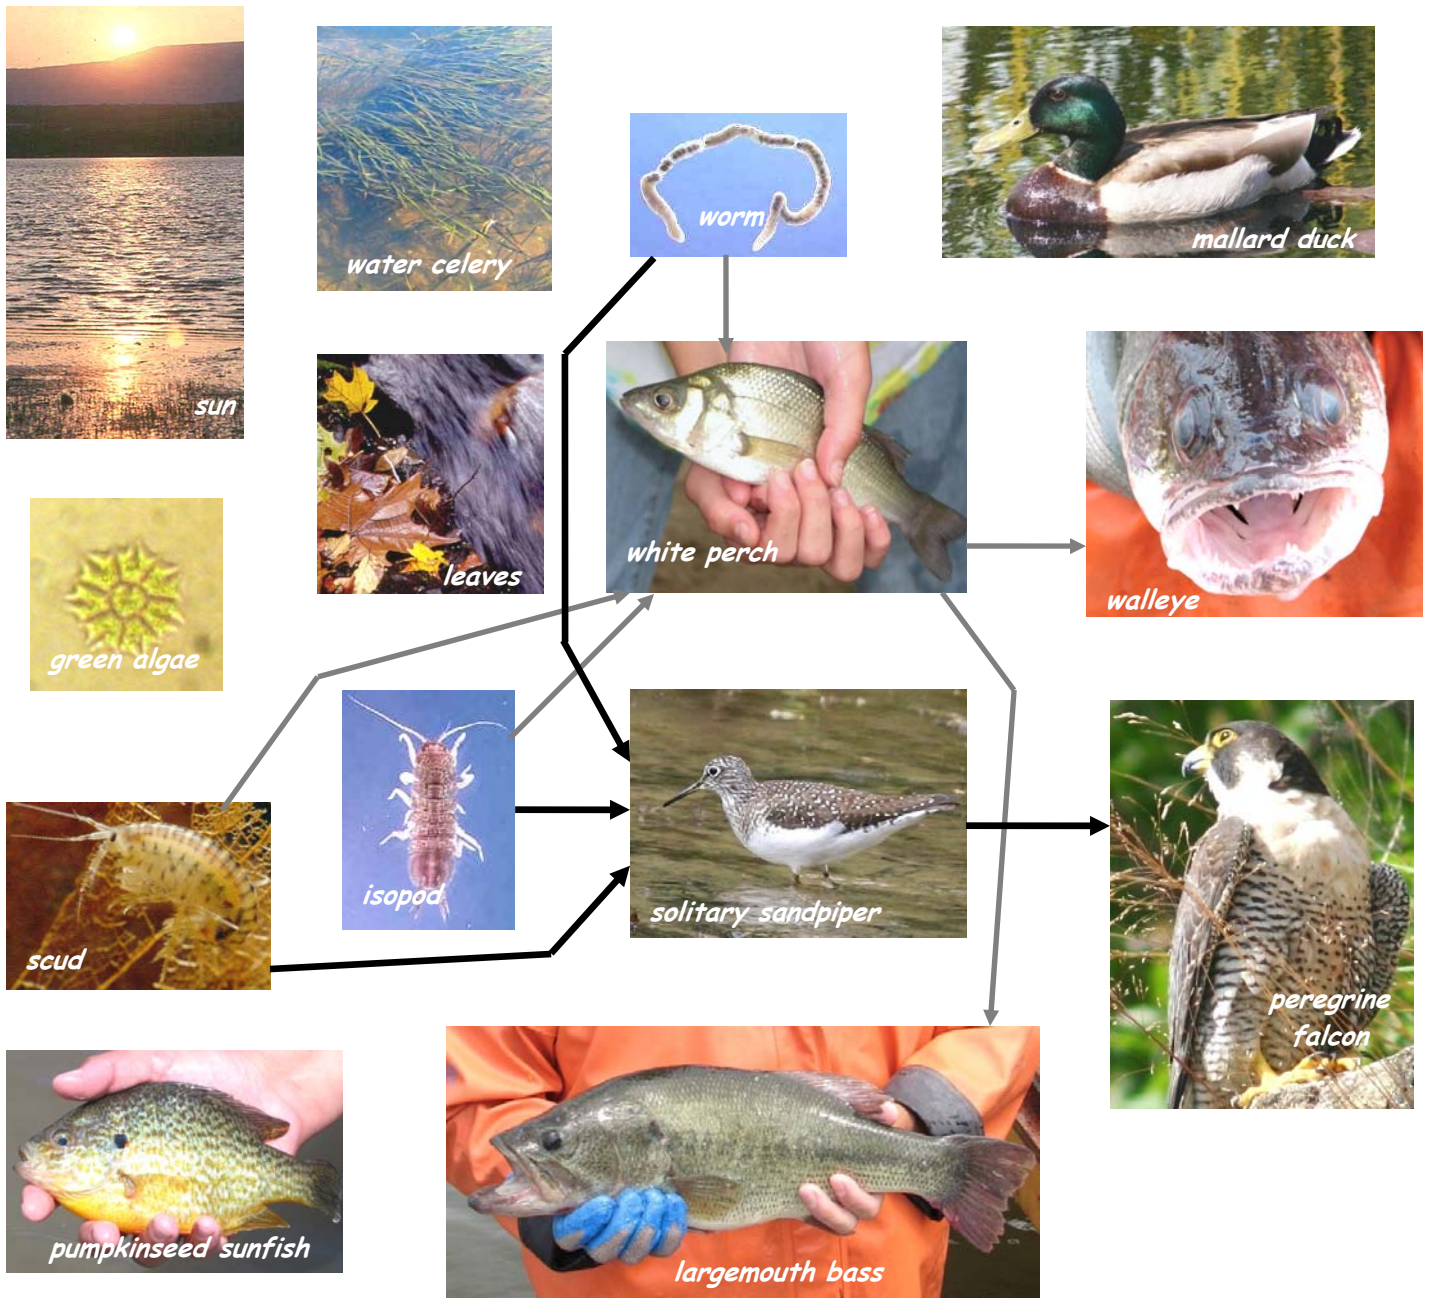 sun
water celery
worm
mallard duck
leaves
white perch
walleye
green algae
isopod
solitary sandpiper
scud
peregrine
falcon
pumpkinseed sunfish
largemouth bass